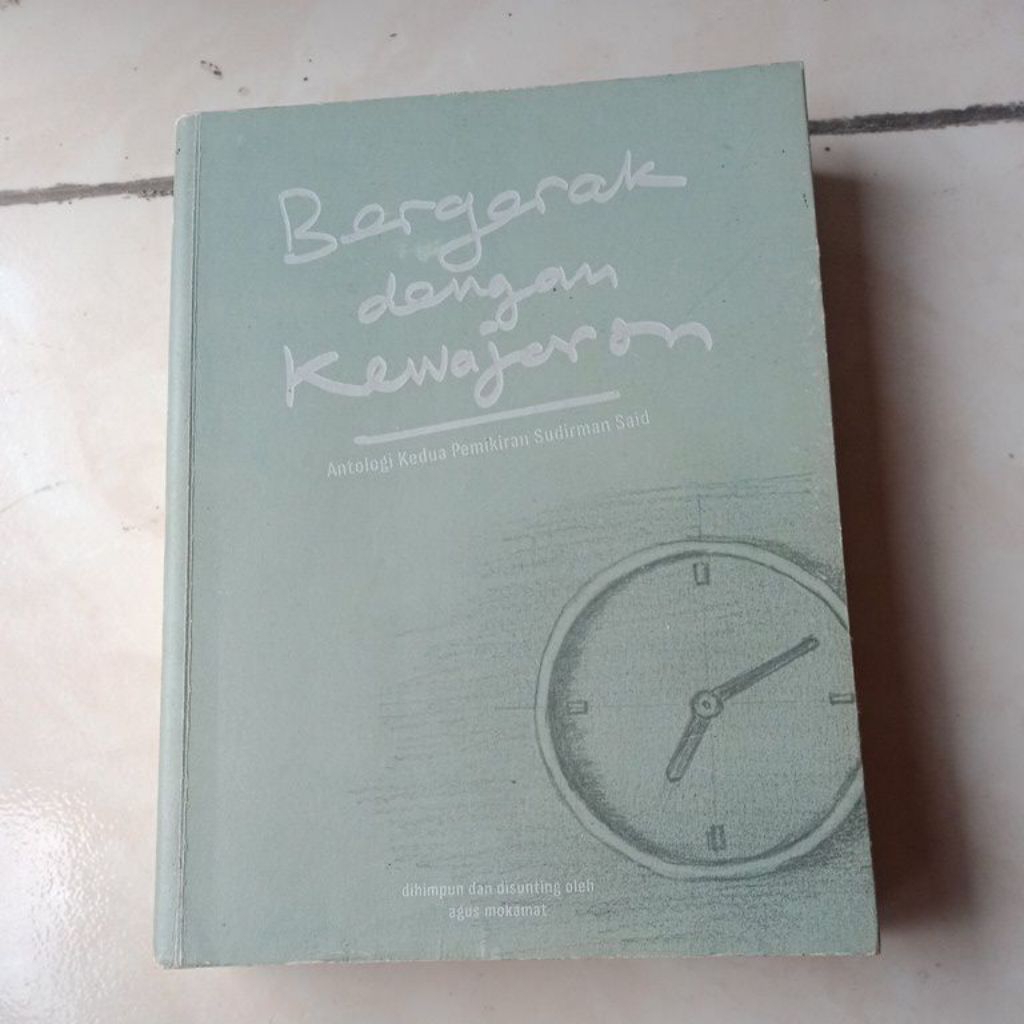 Bergerak
dengan
Kewajaran
Antologi Kedua Pemikiran Sudirman Said
dihimpun dan disunting oleh
agus mokamat